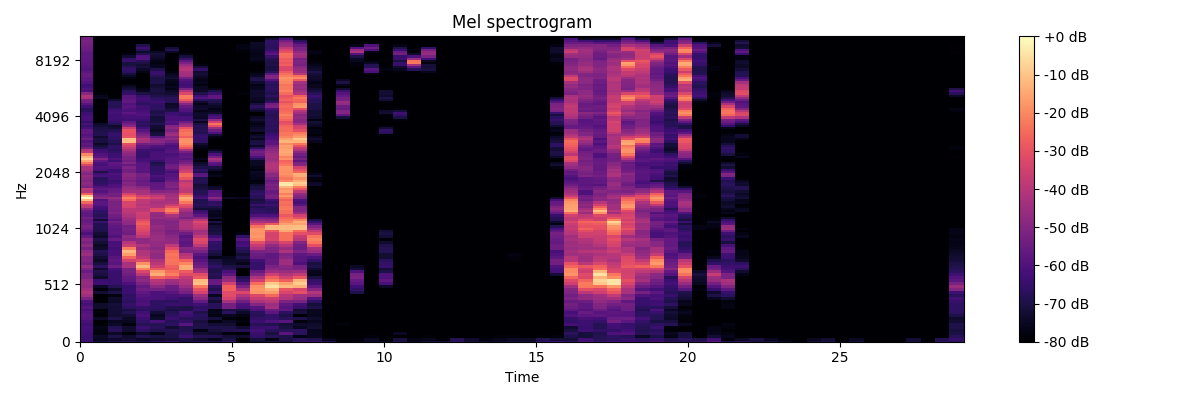 Mel spectrogram
Hz
8192
4096
2048
1024
512
0
0 5 10 15 20 25
Time
+0 dB
-10 dB
-20 dB
-30 dB
-40 dB
-50 dB
-60 dB
-70 dB
-80 dB